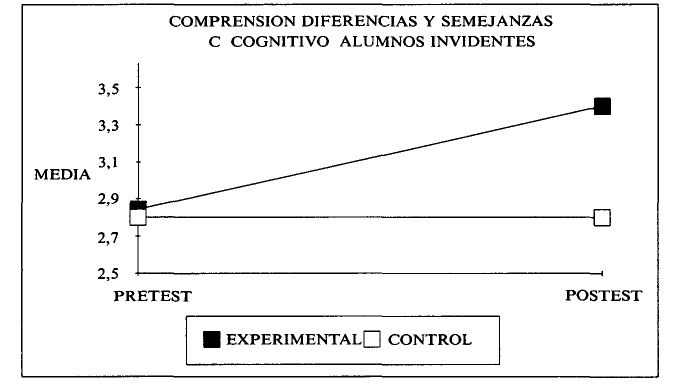 COMPRENSION DIFERENCIAS Y SEMEJANZAS
C COGNITIVO ALUMNOS INVIDENTES
3,5
3,3
3,1
MEDIA
2,9
2,7
2,5
PRETEST
POSTEST
EXPERIMENTAL
CONTROL